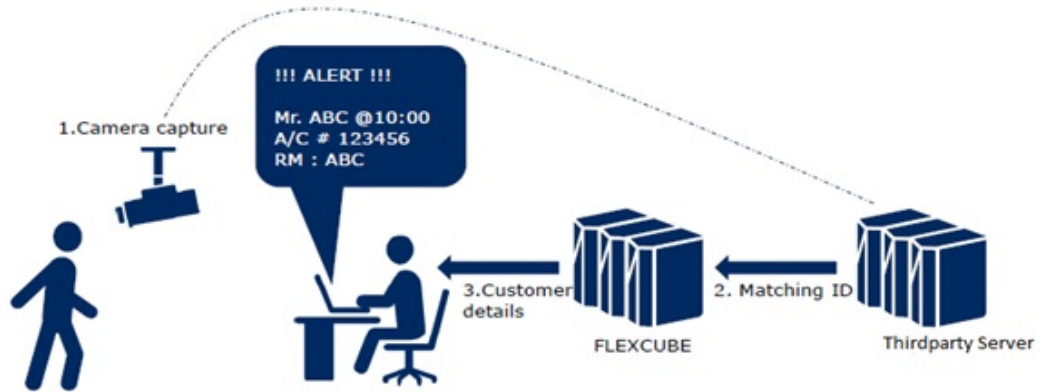 !!! ALERT !!!
Mr. ABC @10:00
A/C # 123456
RM : ABC
1.Camera capture
3.Customer
details
2. Matching ID
FLEXCUBE
Thirdparty Server